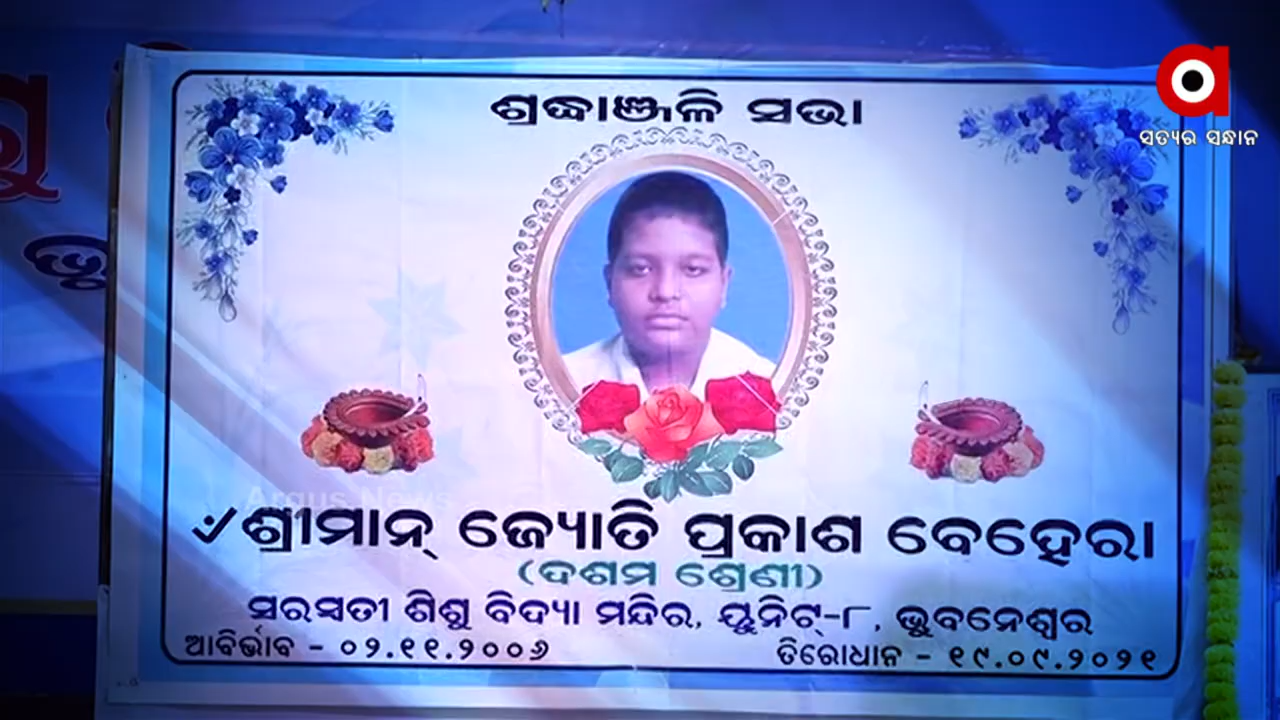 ଶ୍ରଦ୍ଧାଞ୍ଜଳି ସଭା
ସତ୍ୟର ସନ୍ଧାନ
ଭୁ
Argus News
ଶ୍ରୀମାନ୍ ଜ୍ୟୋତି ପ୍ରକାଶ ବେହେରା
(ଦଶମ ଶ୍ରେଣୀ)
ସରସ୍ବତୀ ଶିଶୁ ବିଦ୍ୟା ମନ୍ଦିର, ୟୁନିଟ୍-୮, ଭୁବନେଶ୍ୱର
ଆବିର୍ଭାବ - ୦୨.୧୧.୨୦୦୬
ତିରୋଧାନ - ୧୯.୦୯.୨୦୨୧